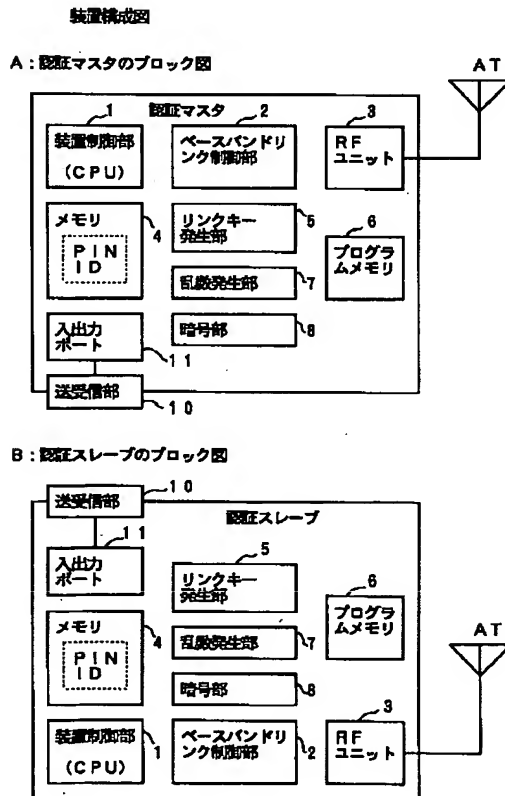 装置構成図
A：認証マスタのブロック図
AT
認証マスタ
1
2
3
装置制御部
(CPU)
ベースバンドリ
ンク制御部
RF
ユニット
メモリ
PIN
ID
4
リンクキー
発生部
5
6
プログラ
ムメモリ
乱数発生部
7
入出力
ポート
暗号部
8
11
送受信部
10
B：認証スレーブのブロック図
送受信部
10
認証スレーブ
11
入出力
ポート
5
リンクキー
発生部
6
プログラ
ムメモリ
メモリ
PIN
ID
4
乱数発生部
7
AT
暗号部
8
3
装置制御部
(CPU)
1
ベースバンドリ
ンク制御部
2
RF
ユニット